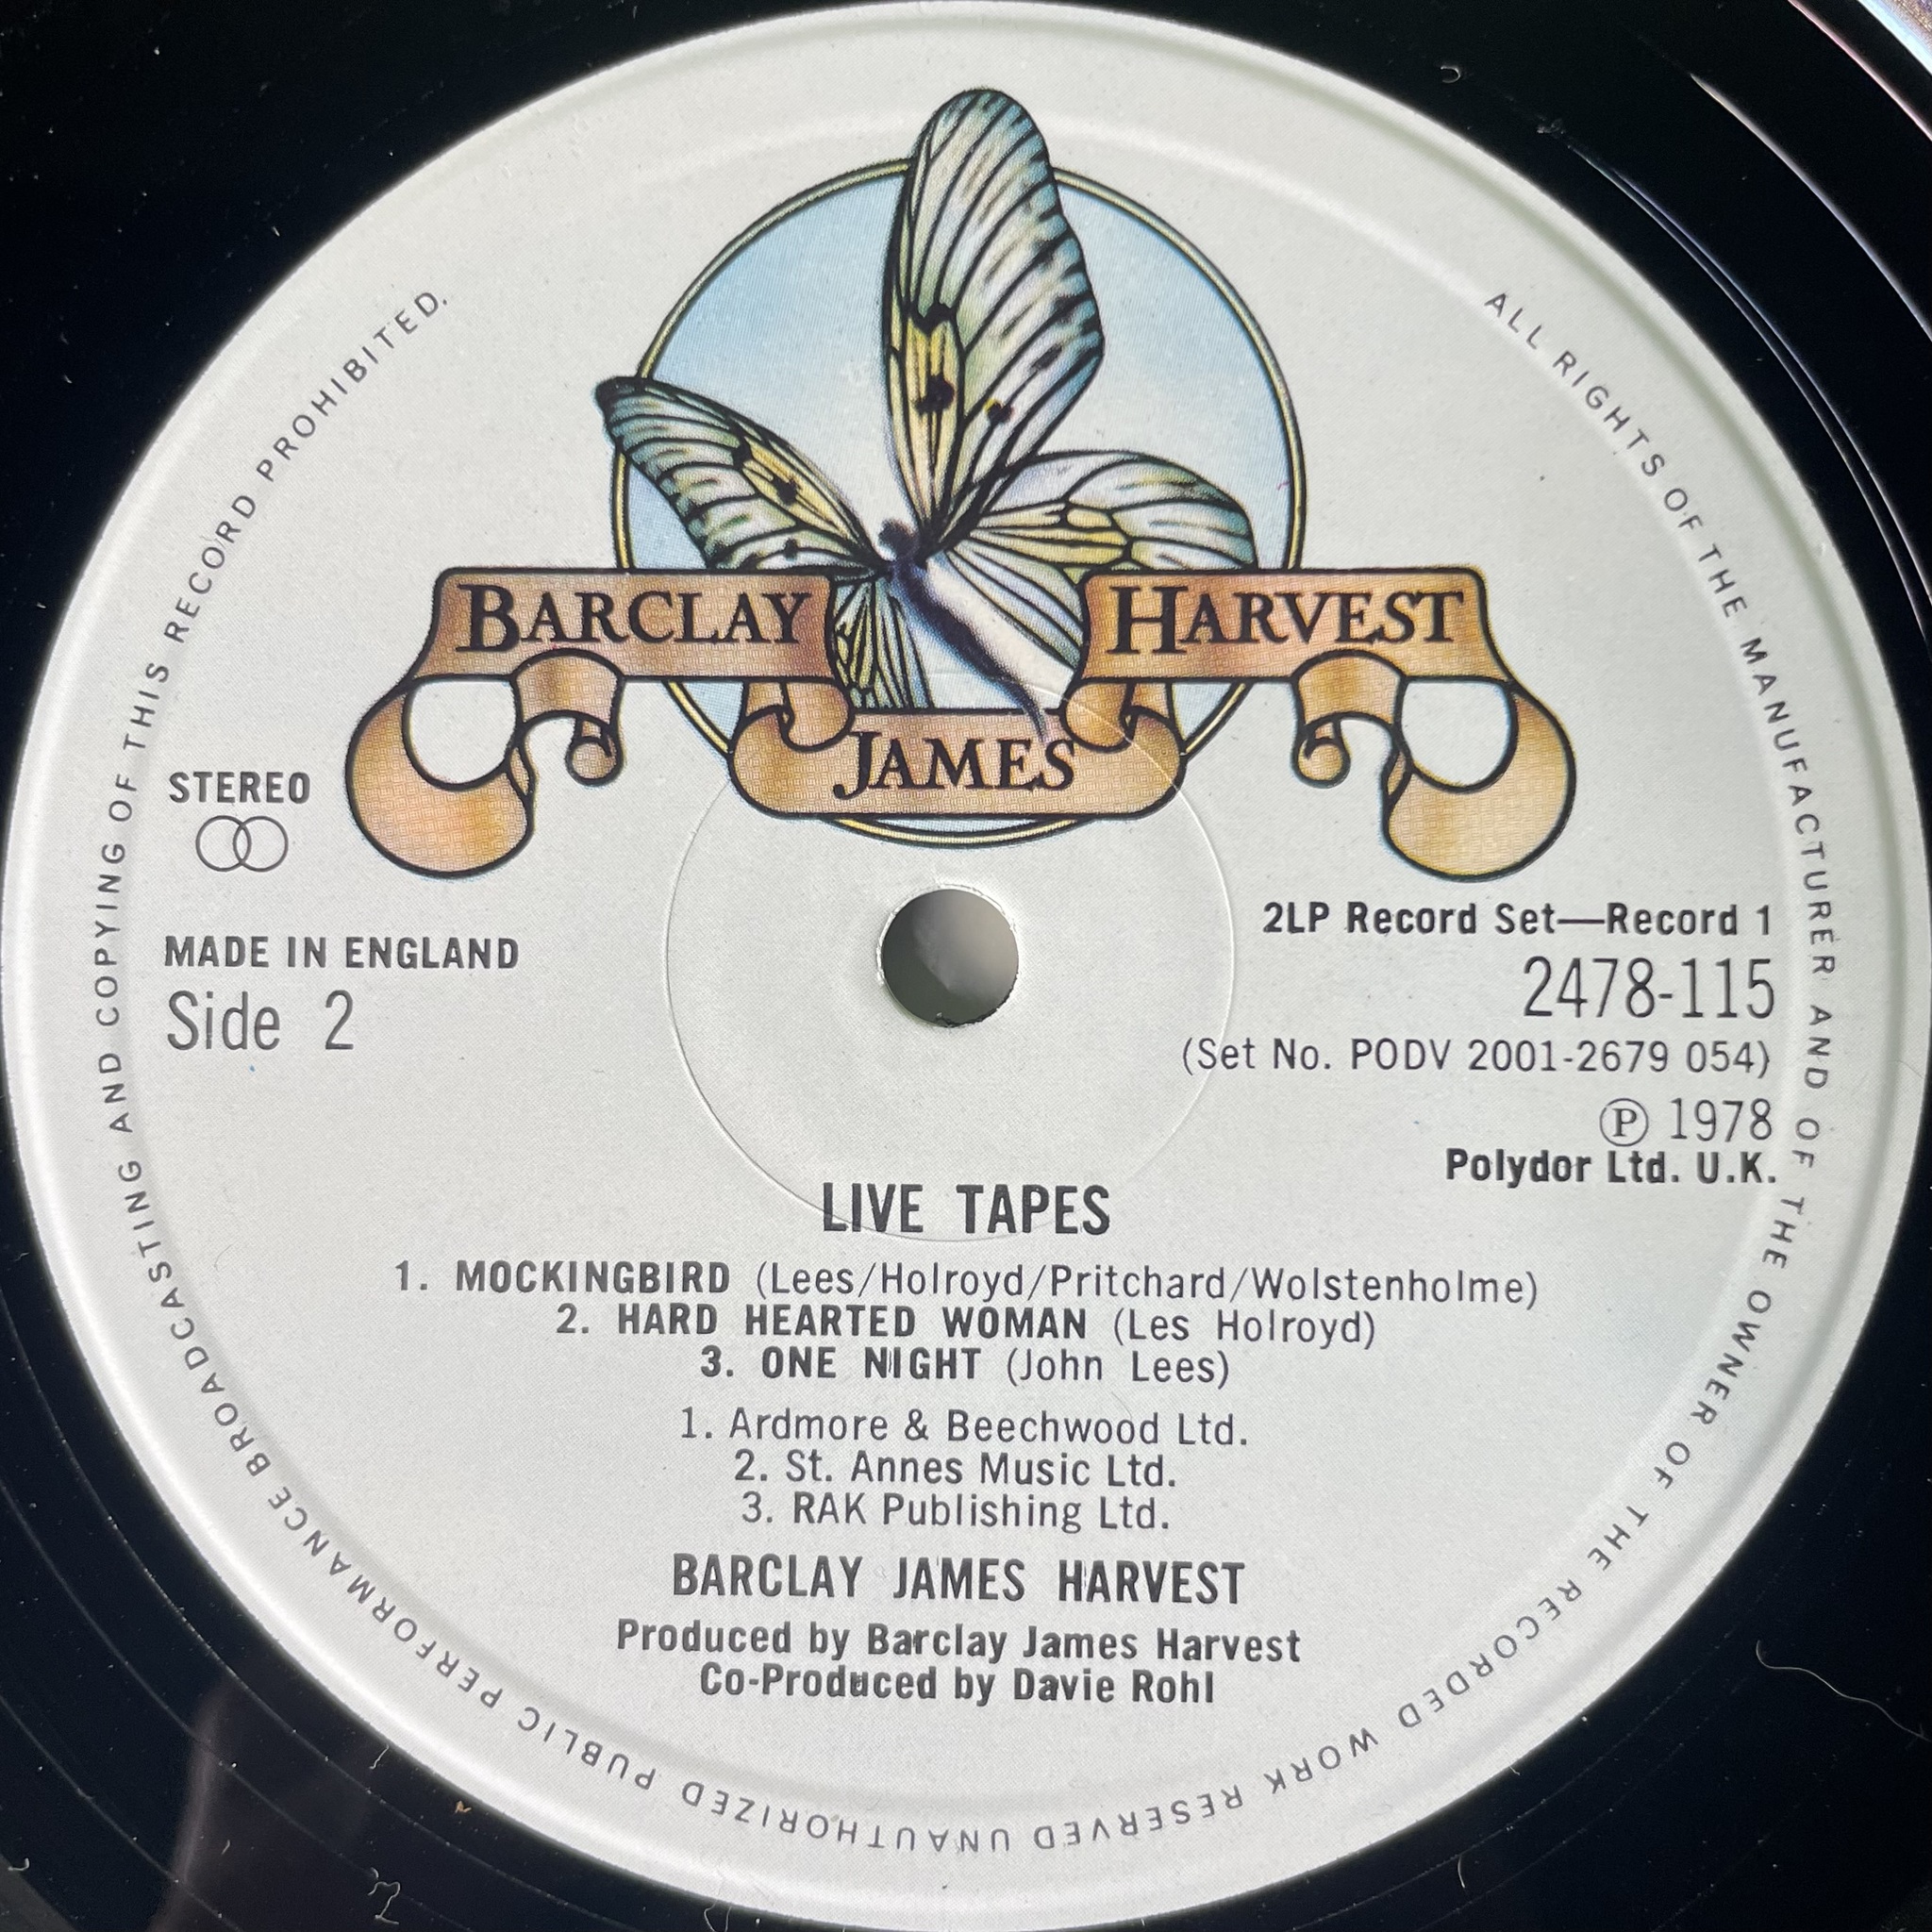 BARCLAY
JAMES
HARVEST
STEREO
MADE IN ENGLAND
Side 2
2LP Record Set—Record 1
2478-115
(Set No. PODV 2001-2679 054)
℗ 1978
Polydor Ltd. U.K.
LIVE TAPES
1. MOCKINGBIRD (Lees/Holroyd/Pritchard/Wolstenholme)
2. HARD HEARTED WOMAN (Les Holroyd)
3. ONE NIGHT (John Lees)
1. Ardmore & Beechwood Ltd.
2. St. Annes Music Ltd.
3. RAK Publishing Ltd.
BARCLAY JAMES HARVEST
Produced by Barclay James Harvest
Co-Produced by Davie Rohl
ALL RIGHTS OF THE MANUFACTURER AND OF THE OWNER OF THE RECORDED WORK RESERVED UNAUTHORIZED PUBLIC PERFORMANCE BROADCASTING AND COPYING OF THIS RECORD PROHIBITED.